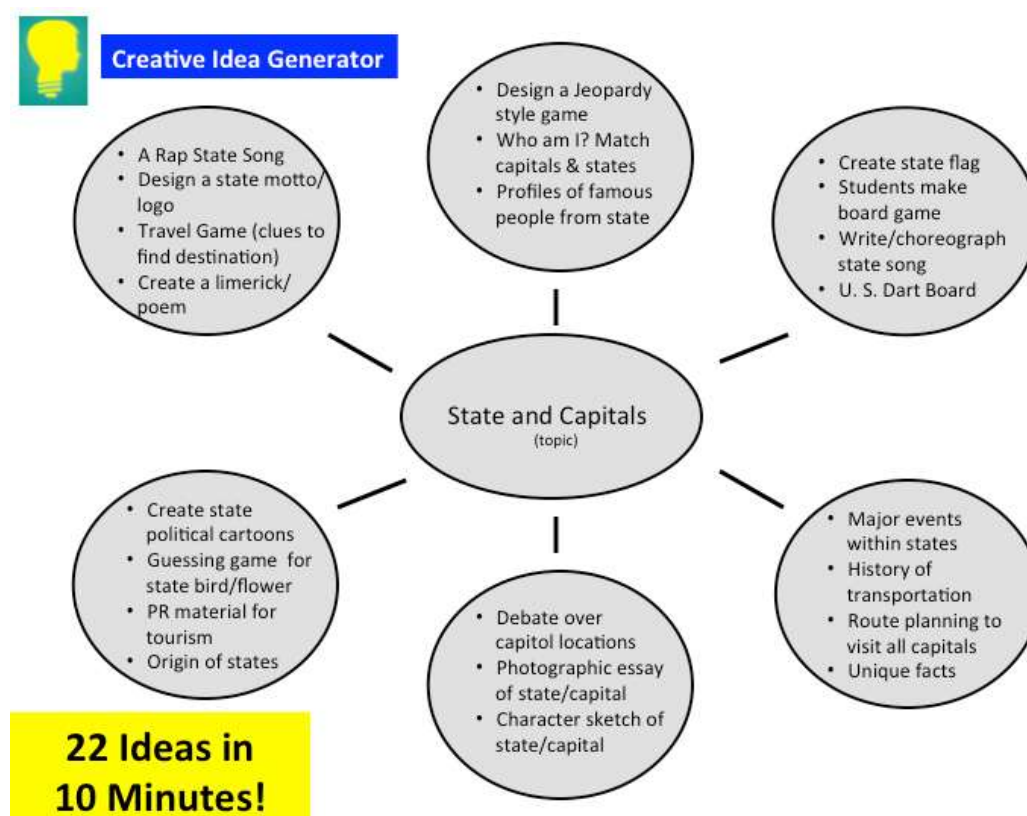 Creative Idea Generator
• A Rap State Song
• Design a state motto/
logo
• Travel Game (clues to
find destination)
• Create a limerick/
poem
• Design a Jeopardy
style game
• Who am I? Match
capitals & states
• Profiles of famous
people from state
• Create state flag
• Students make
board game
• Write/choreograph
state song
• U. S. Dart Board
State and Capitals
(topic)
• Create state
political cartoons
• Guessing game for
state bird/flower
• PR material for
tourism
• Origin of states
• Debate over
capitol locations
• Photographic essay
of state/capital
• Character sketch of
state/capital
• Major events
within states
• History of
transportation
• Route planning to
visit all capitals
• Unique facts
22 Ideas in
10 Minutes!